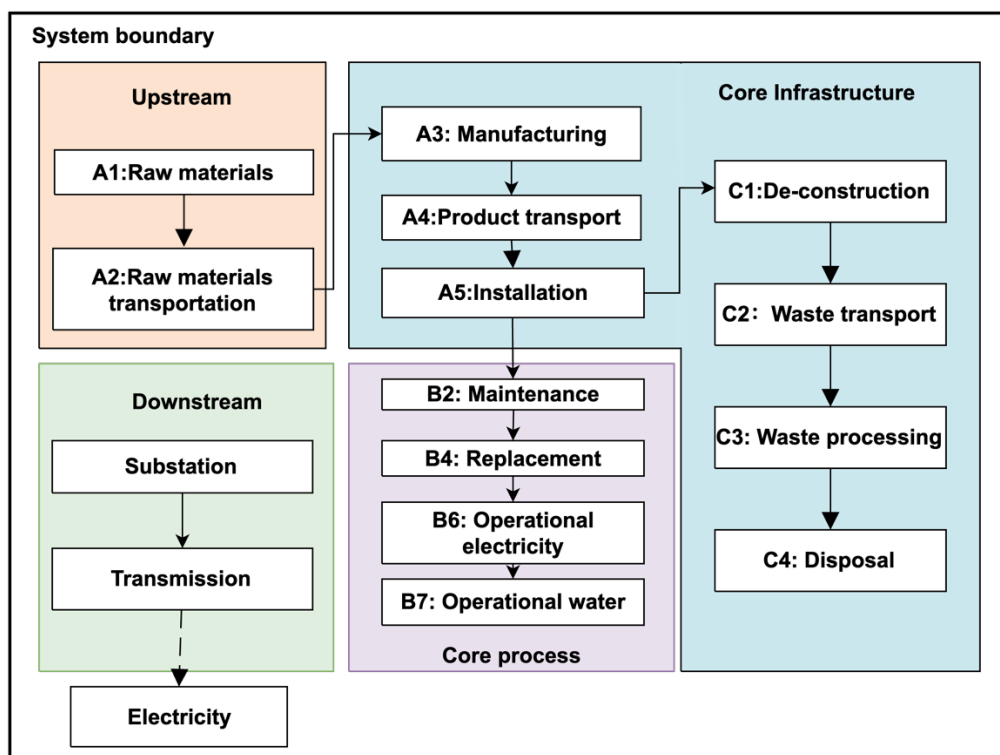 System boundary
Upstream
A1:Raw materials
A2:Raw materials
transportation
Core Infrastructure
A3: Manufacturing
A4:Product transport
A5:Installation
C1:De-construction
C2： Waste transport
C3: Waste processing
C4: Disposal
Downstream
Substation
Transmission
Electricity
B2: Maintenance
B4: Replacement
B6: Operational
electricity
B7: Operational water
Core process